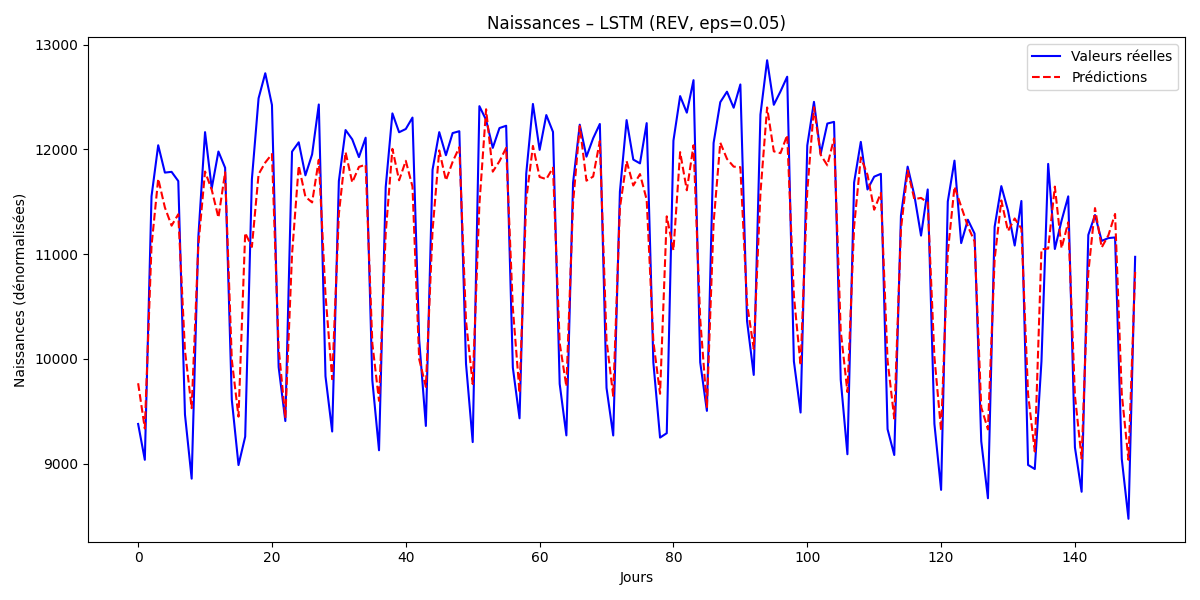 Naissances – LSTM (REV, eps=0.05)
13000
12000
11000
10000
9000
Naissances (dénormalisées)
Valeurs réelles
Prédictions
0 20 40 60 80 100 120 140
Jours